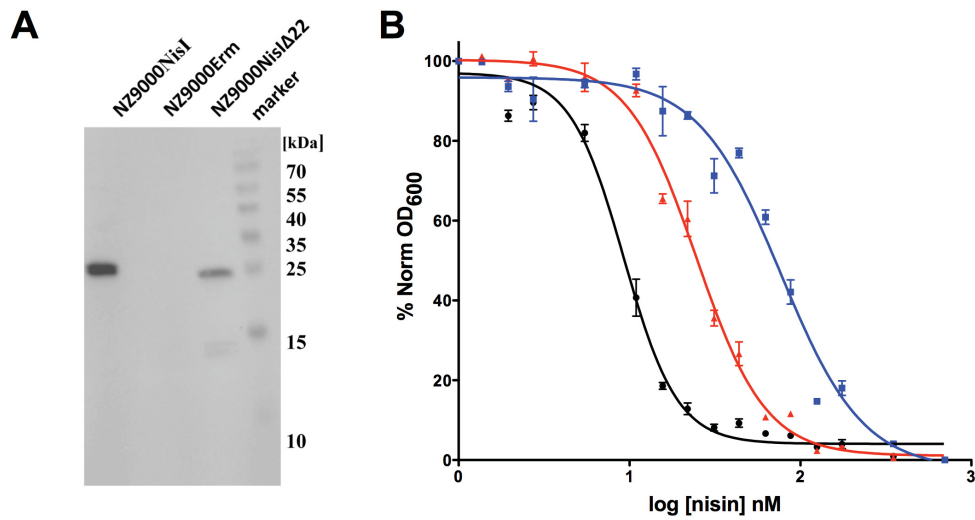 A
NZ9000NisI
NZ9000Erm
NZ9000NisIΔ22
marker
[kDa]
70
55
40
35
25
15
10
B
% Norm OD600
100
80
60
40
20
0
0
1
2
3
log [nisin] nM